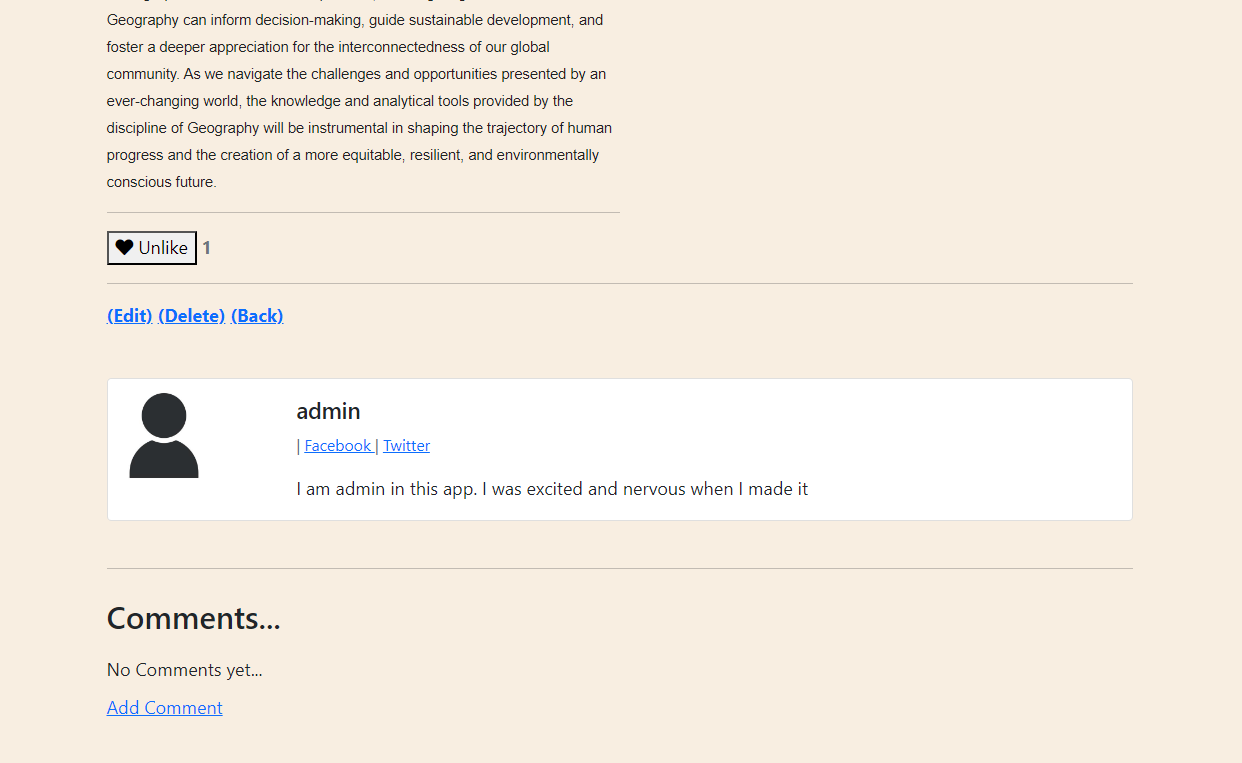 Geography can inform decision-making, guide sustainable development, and
foster a deeper appreciation for the interconnectedness of our global
community. As we navigate the challenges and opportunities presented by an
ever-changing world, the knowledge and analytical tools provided by the
discipline of Geography will be instrumental in shaping the trajectory of human
progress and the creation of a more equitable, resilient, and environmentally
conscious future.
Unlike 1
(Edit) (Delete) (Back)
admin
| Facebook | Twitter
I am admin in this app. I was excited and nervous when I made it
Comments...
No Comments yet...
Add Comment